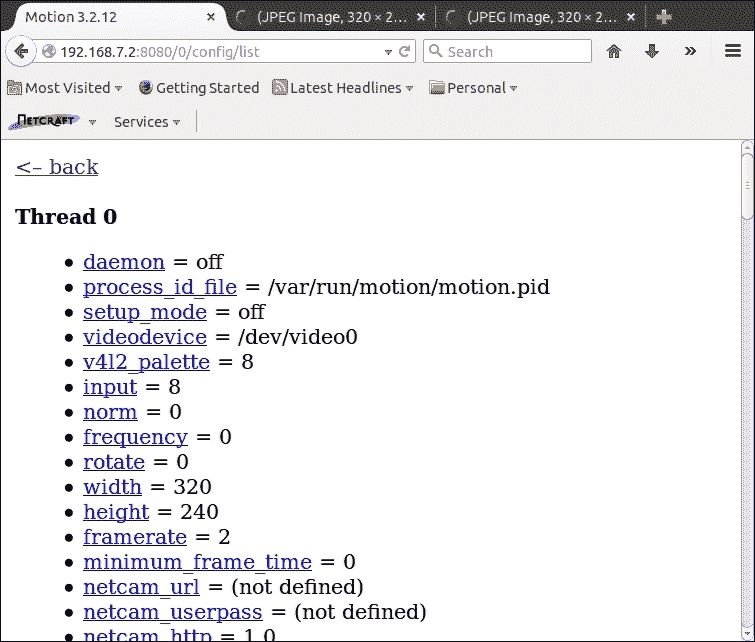 Motion 3.2.12 × (JPEG Image, 320 × 2... × (JPEG Image, 320 × 2... ×
192.168.7.2:8080/0/config/list Search
Most Visited Getting Started Latest Headlines Personal
NETCRAFT Services
<– back
Thread 0
• daemon = off
• process_id_file = /var/run/motion/motion.pid
• setup_mode = off
• videodevice = /dev/video0
• v4l2_palette = 8
• input = 8
• norm = 0
• frequency = 0
• rotate = 0
• width = 320
• height = 240
• framerate = 2
• minimum_frame_time = 0
• netcam_url = (not defined)
• netcam_userpass = (not defined)
• netcam_http = 1.0